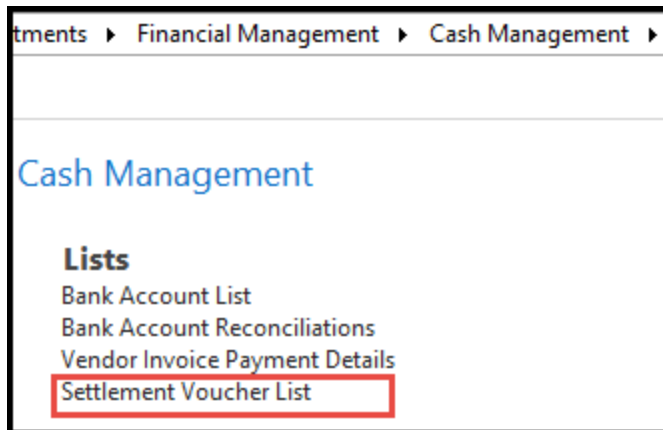 tments ▸ Financial Management ▸ Cash Management ▸
Cash Management
Lists
Bank Account List
Bank Account Reconciliations
Vendor Invoice Payment Details
Settlement Voucher List